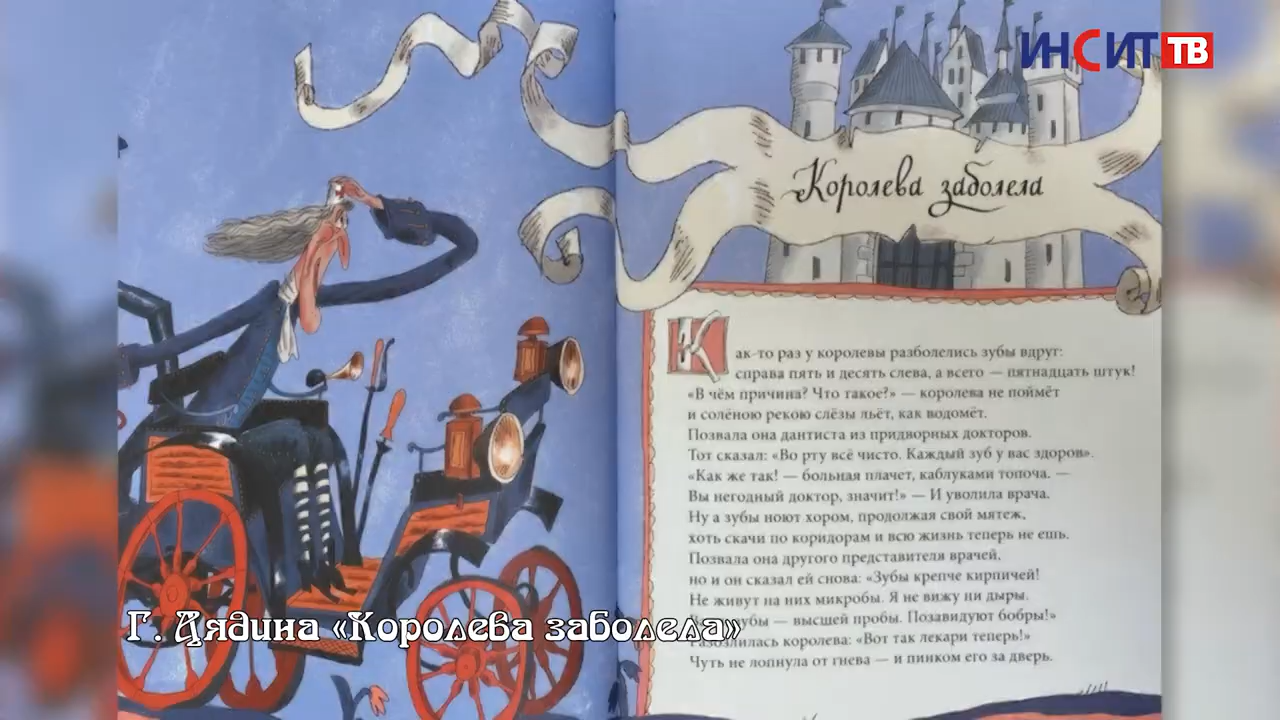 ИНСИТ ТВ
Королева заболела
Как-то раз у королевы разболелись зубы вдруг:
справа пять и десять слева, а всего — пятнадцать штук!
«В чём причина? Что такое?» — королева не поймёт
и солёною рекою слёзы льёт, как водомёт.
Позвала она дантиста из придворных докторов.
Тот сказал: «Во рту всё чисто. Каждый зуб у вас здоров».
«Как же так! — больная плачет, каблуками топоча, —
Вы негодный доктор, значит!» — И уволила врача.
Ну а зубы ноют хором, продолжая свой мятеж,
хоть скачи по коридорам и всю жизнь теперь не ешь.
Позвала она другого представителя врачей,
но и он сказал ей снова: «Зубы крепче кирпичей!
Не живут на них микробы. Я не вижу ни дыры.
зубы — высшей пробы. Позавидуют бобры!»
Разозлилась королева: «Вот так лекари теперь!»
Чуть не лопнула от гнева — и пинком его за дверь.
Г. Дядина «Королева заболела»